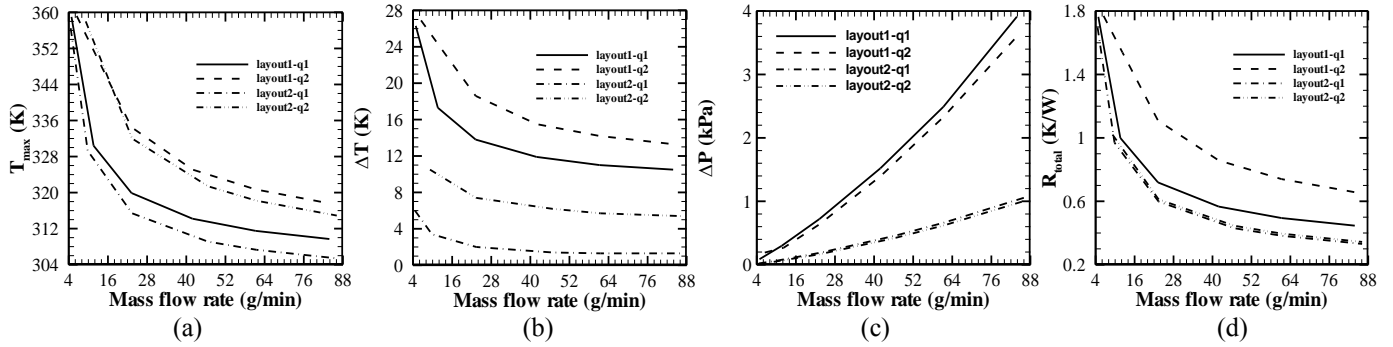 360
352
344
336
328
320
312
304
T_max (K)
layout1-q1
layout1-q2
layout2-q1
layout2-q2
4 16 28 40 52 64 76 88
Mass flow rate (g/min)
(a)
28
24
20
16
12
8
4
0
ΔT (K)
layout1-q1
layout1-q2
layout2-q1
layout2-q2
4 16 28 40 52 64 76 88
Mass flow rate (g/min)
(b)
4
3
2
1
0
ΔP (kPa)
layout1-q1
layout1-q2
layout2-q1
layout2-q2
4 16 28 40 52 64 76 88
Mass flow rate (g/min)
(c)
1.8
1.4
1
0.6
0.2
R_total (K/W)
layout1-q1
layout1-q2
layout2-q1
layout2-q2
4 16 28 40 52 64 76 88
Mass flow rate (g/min)
(d)